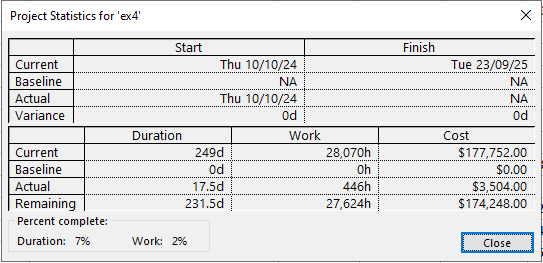 Project Statistics for 'ex4'
Start Finish
Current Thu 10/10/24 Tue 23/09/25
Baseline NA NA
Actual Thu 10/10/24 NA
Variance 0d 0d
Duration Work Cost
Current 249d 28,070h $177,752.00
Baseline 0d 0h $0.00
Actual 17.5d 446h $3,504.00
Remaining 231.5d 27,624h $174,248.00
Percent complete:
Duration: 7% Work: 2%
Close